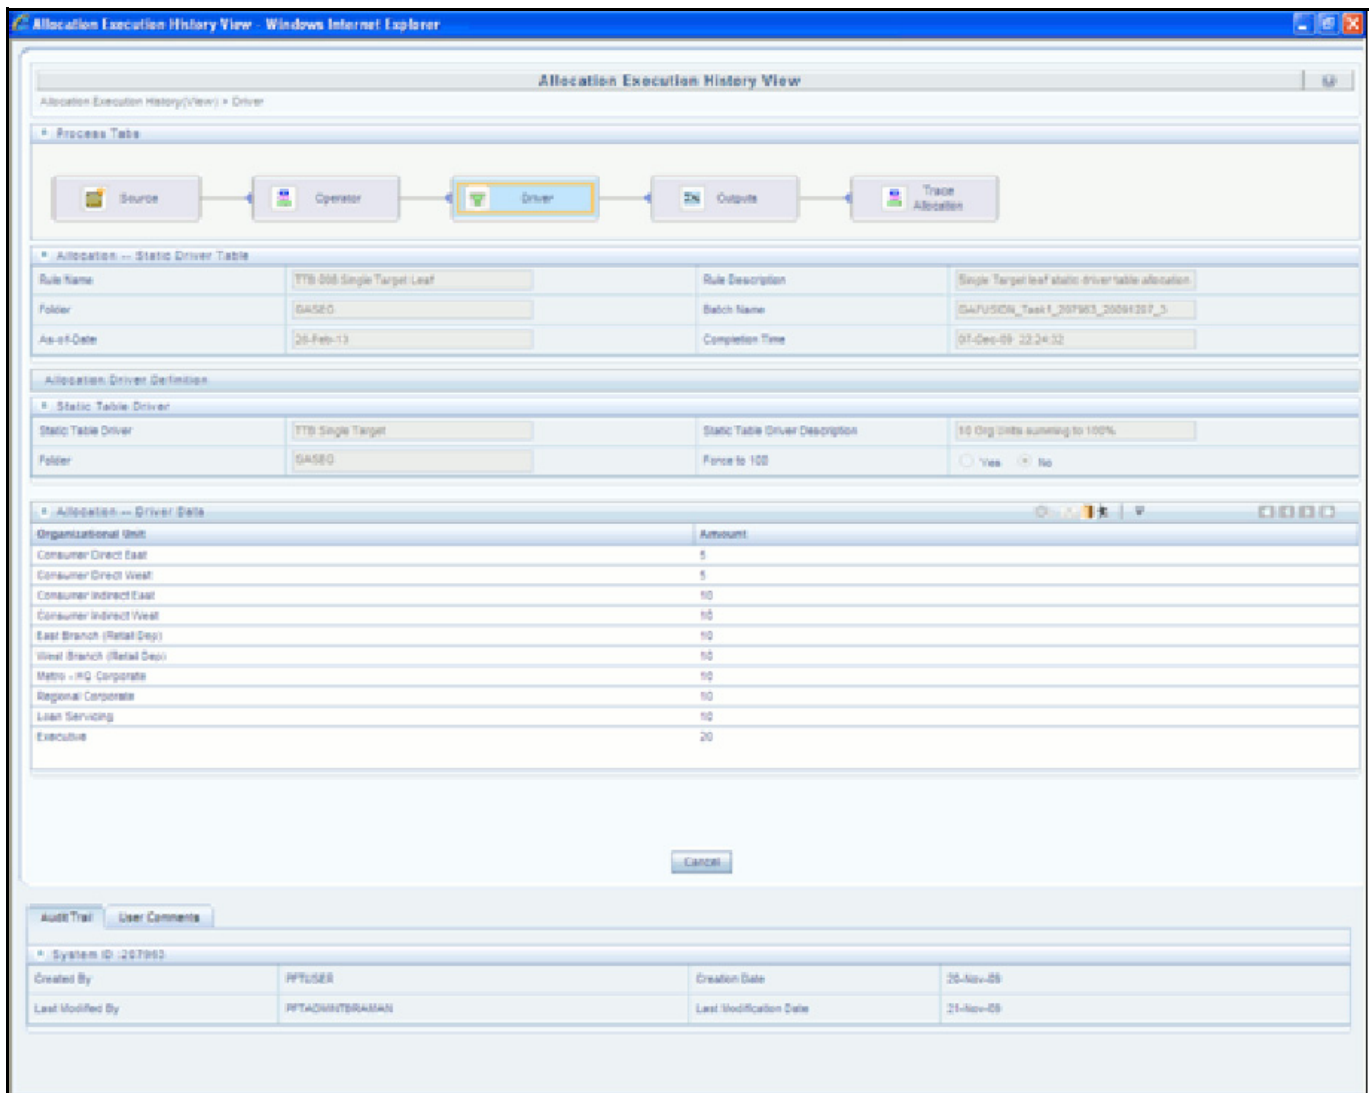 Allocation Execution History View - Windows Internet Explorer
Allocation Execution History View
Allocation Execution History(View) > Driver
Process Tabs
Source Operator Driver Outputs Trace Allocation
Allocation -- Static Driver Table
Rule Name TTB Single Target Leaf Rule Description Single Target leaf static driver table allocation
Folder Batch Name
As-of-Date 28-Feb-13 Completion Time 07-Dec-09 22:24:32
Allocation Driver Definition
Static Table Driver
Static Table Driver TTB Single Target Static Table Driver Description 10 Org Units summing to 100%
Folder Force to 100 Yes No
Allocation -- Driver Data
Organizational Unit Amount
Consumer Direct East 5
Consumer Direct West 5
Consumer Indirect East 10
Consumer Indirect West 10
East Branch (Retail Dep) 10
West Branch (Retail Dep) 10
Metro - HQ Corporate 10
Regional Corporate 10
Loan Servicing 10
Executive 20
Cancel
Audit Trail User Comments
System ID :267963
Created By PFTUSER Creation Date 20-Nov-09
Last Modified By Last Modification Date 21-Nov-09